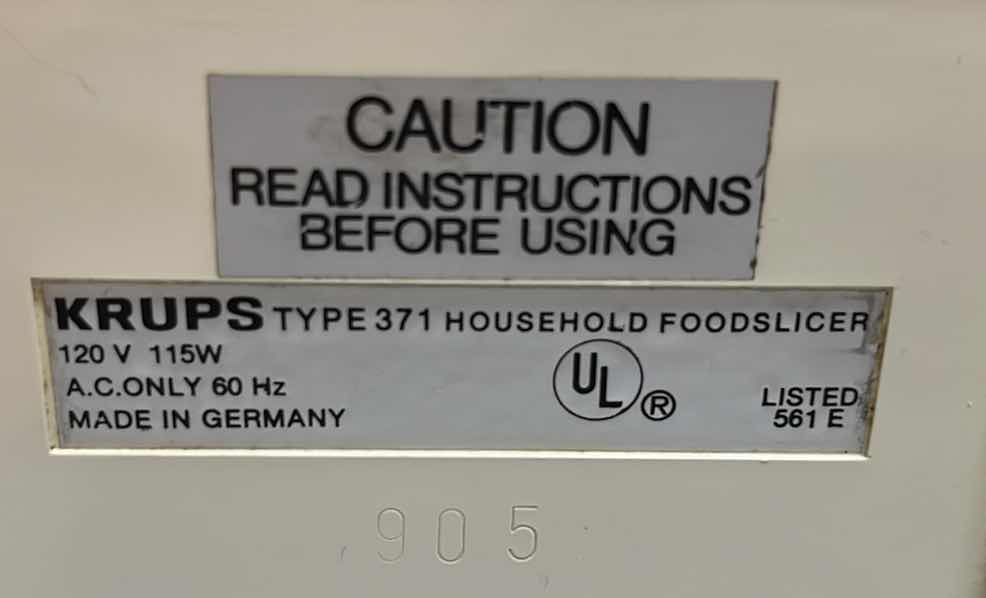 CAUTION
READ INSTRUCTIONS
BEFORE USING
KRUPS TYPE 371 HOUSEHOLD FOODSLICER
120 V 115W
A.C.ONLY 60 Hz
MADE IN GERMANY
UL ®
LISTED
561 E
905